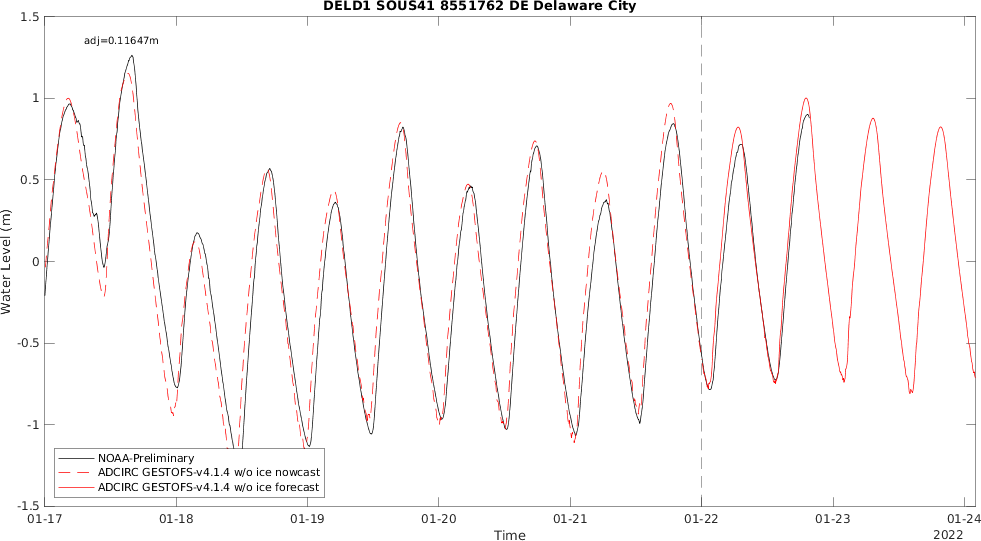 DELD1 SOUS41 8551762 DE Delaware City
adj=0.11647m
1.5
1
0.5
0
-0.5
-1
-1.5
Water Level (m)
NOAA-Preliminary
ADCIRC GESTOFS-v4.1.4 w/o ice nowcast
ADCIRC GESTOFS-v4.1.4 w/o ice forecast
01-17 01-18 01-19 01-20 01-21 01-22 01-23 01-24
Time
2022